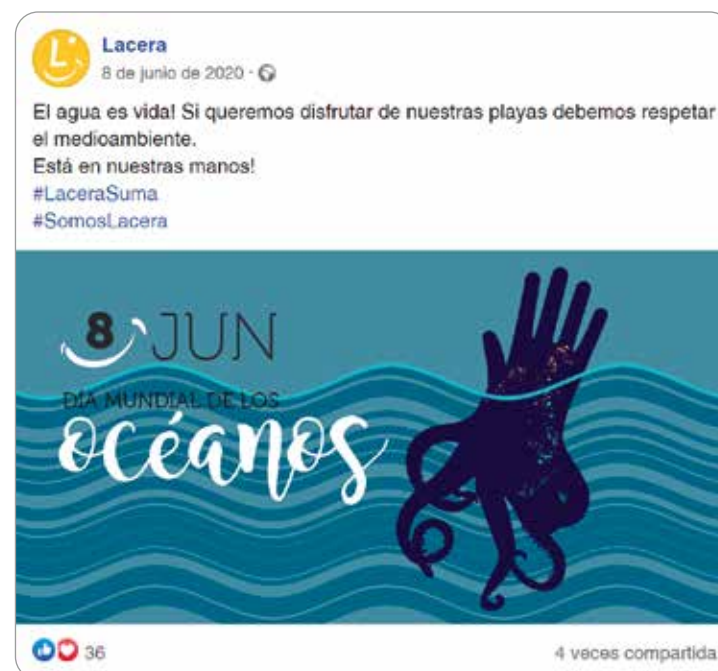 Lacera
8 de junio de 2020 ·
El agua es vida! Si queremos disfrutar de nuestras playas debemos respetar
el medioambiente.
Está en nuestras manos!
#LaceraSuma
#SomosLacera
8 JUN
DÍA MUNDIAL DE LOS
océanos
36
4 veces compartida